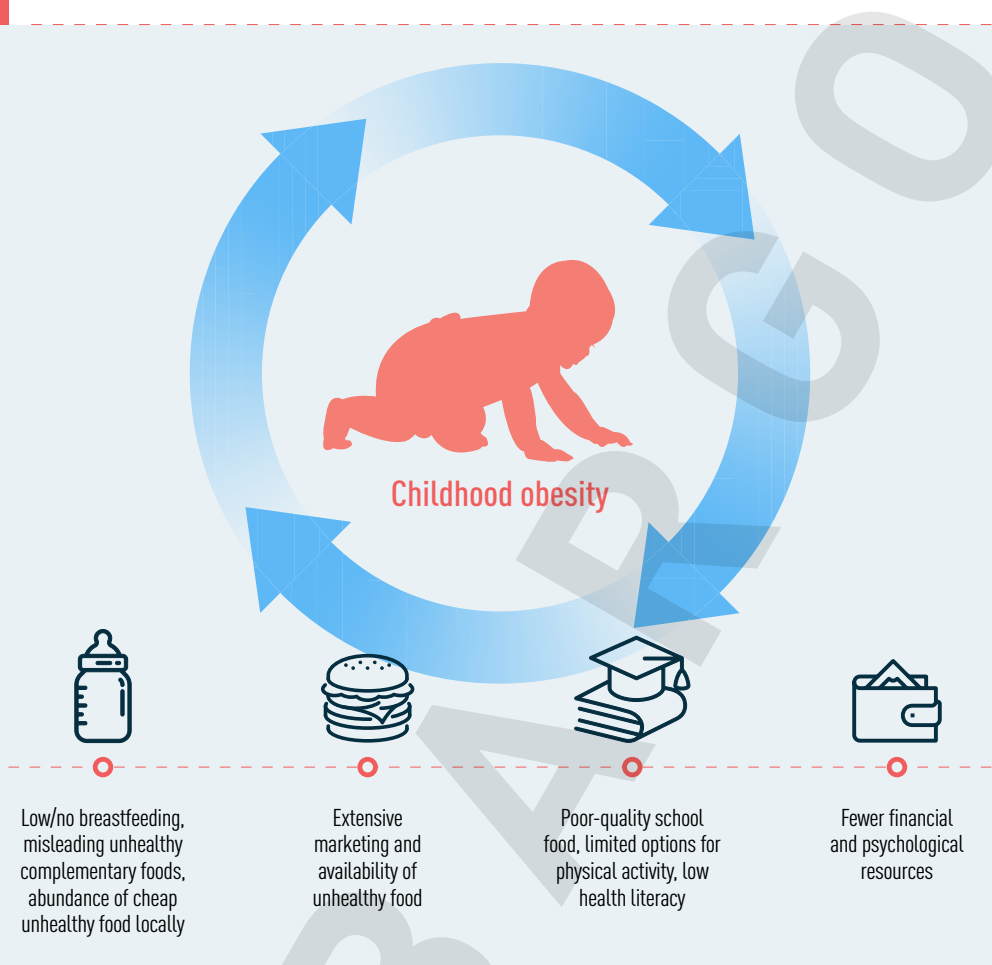 Childhood obesity
Low/no breastfeeding,
misleading unhealthy
complementary foods,
abundance of cheap
unhealthy food locally
Extensive
marketing and
availability of
unhealthy food
Poor-quality school
food, limited options for
physical activity, low
health literacy
Fewer financial
and psychological
resources
BARGO